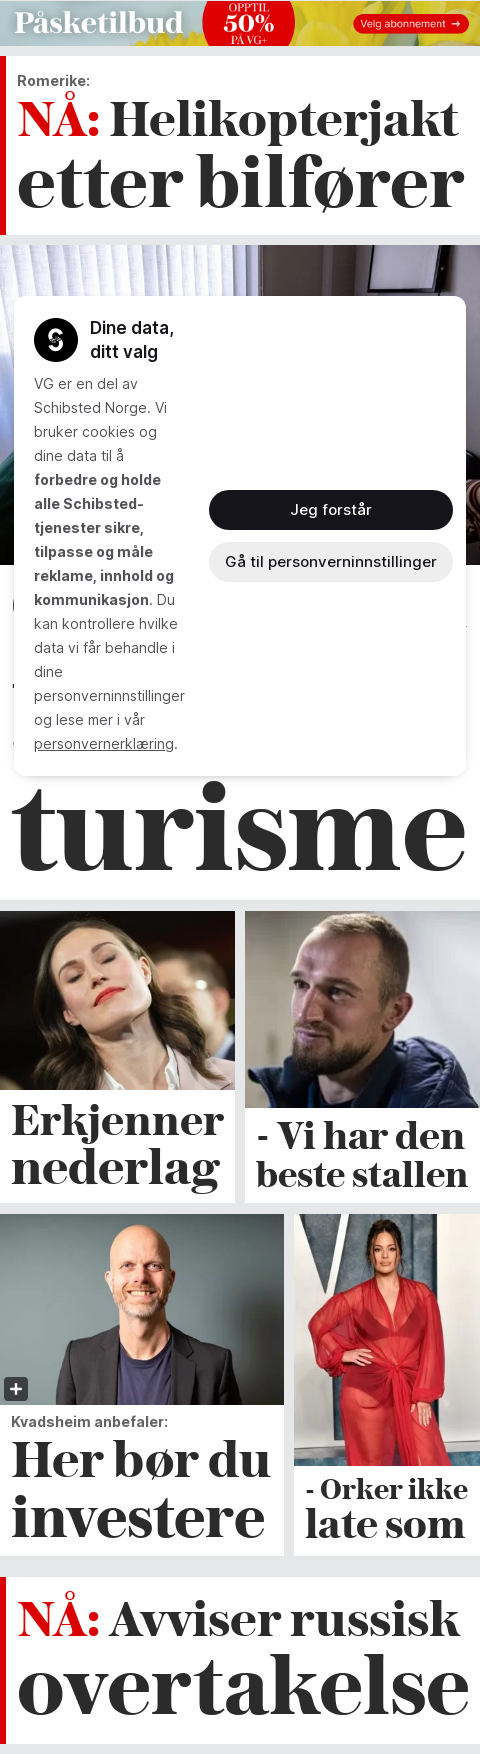 Påsketilbud
OPPTIL
50%
PÅ VG+
Velg abonnement →
Romerike:
NÅ: Helikopterjakt
etter bilfører
Dine data,
ditt valg
VG er en del av
Schibsted Norge. Vi
bruker cookies og
dine data til å
forbedre og holde
alle Schibsted-
tjenester sikre,
tilpasse og måle
reklame, innhold og
kommunikasjon. Du
kan kontrollere hvilke
data vi får behandle i
dine
personverninnstillinger
og lese mer i vår
personvernerklæring.
Jeg forstår
Gå til personverninnstillinger
turisme
Erkjenner
nederlag
- Vi har den
beste stallen
Kvadsheim anbefaler:
Her bør du
investere
- Orker ikke
late som
NÅ: Avviser russisk
overtakelse